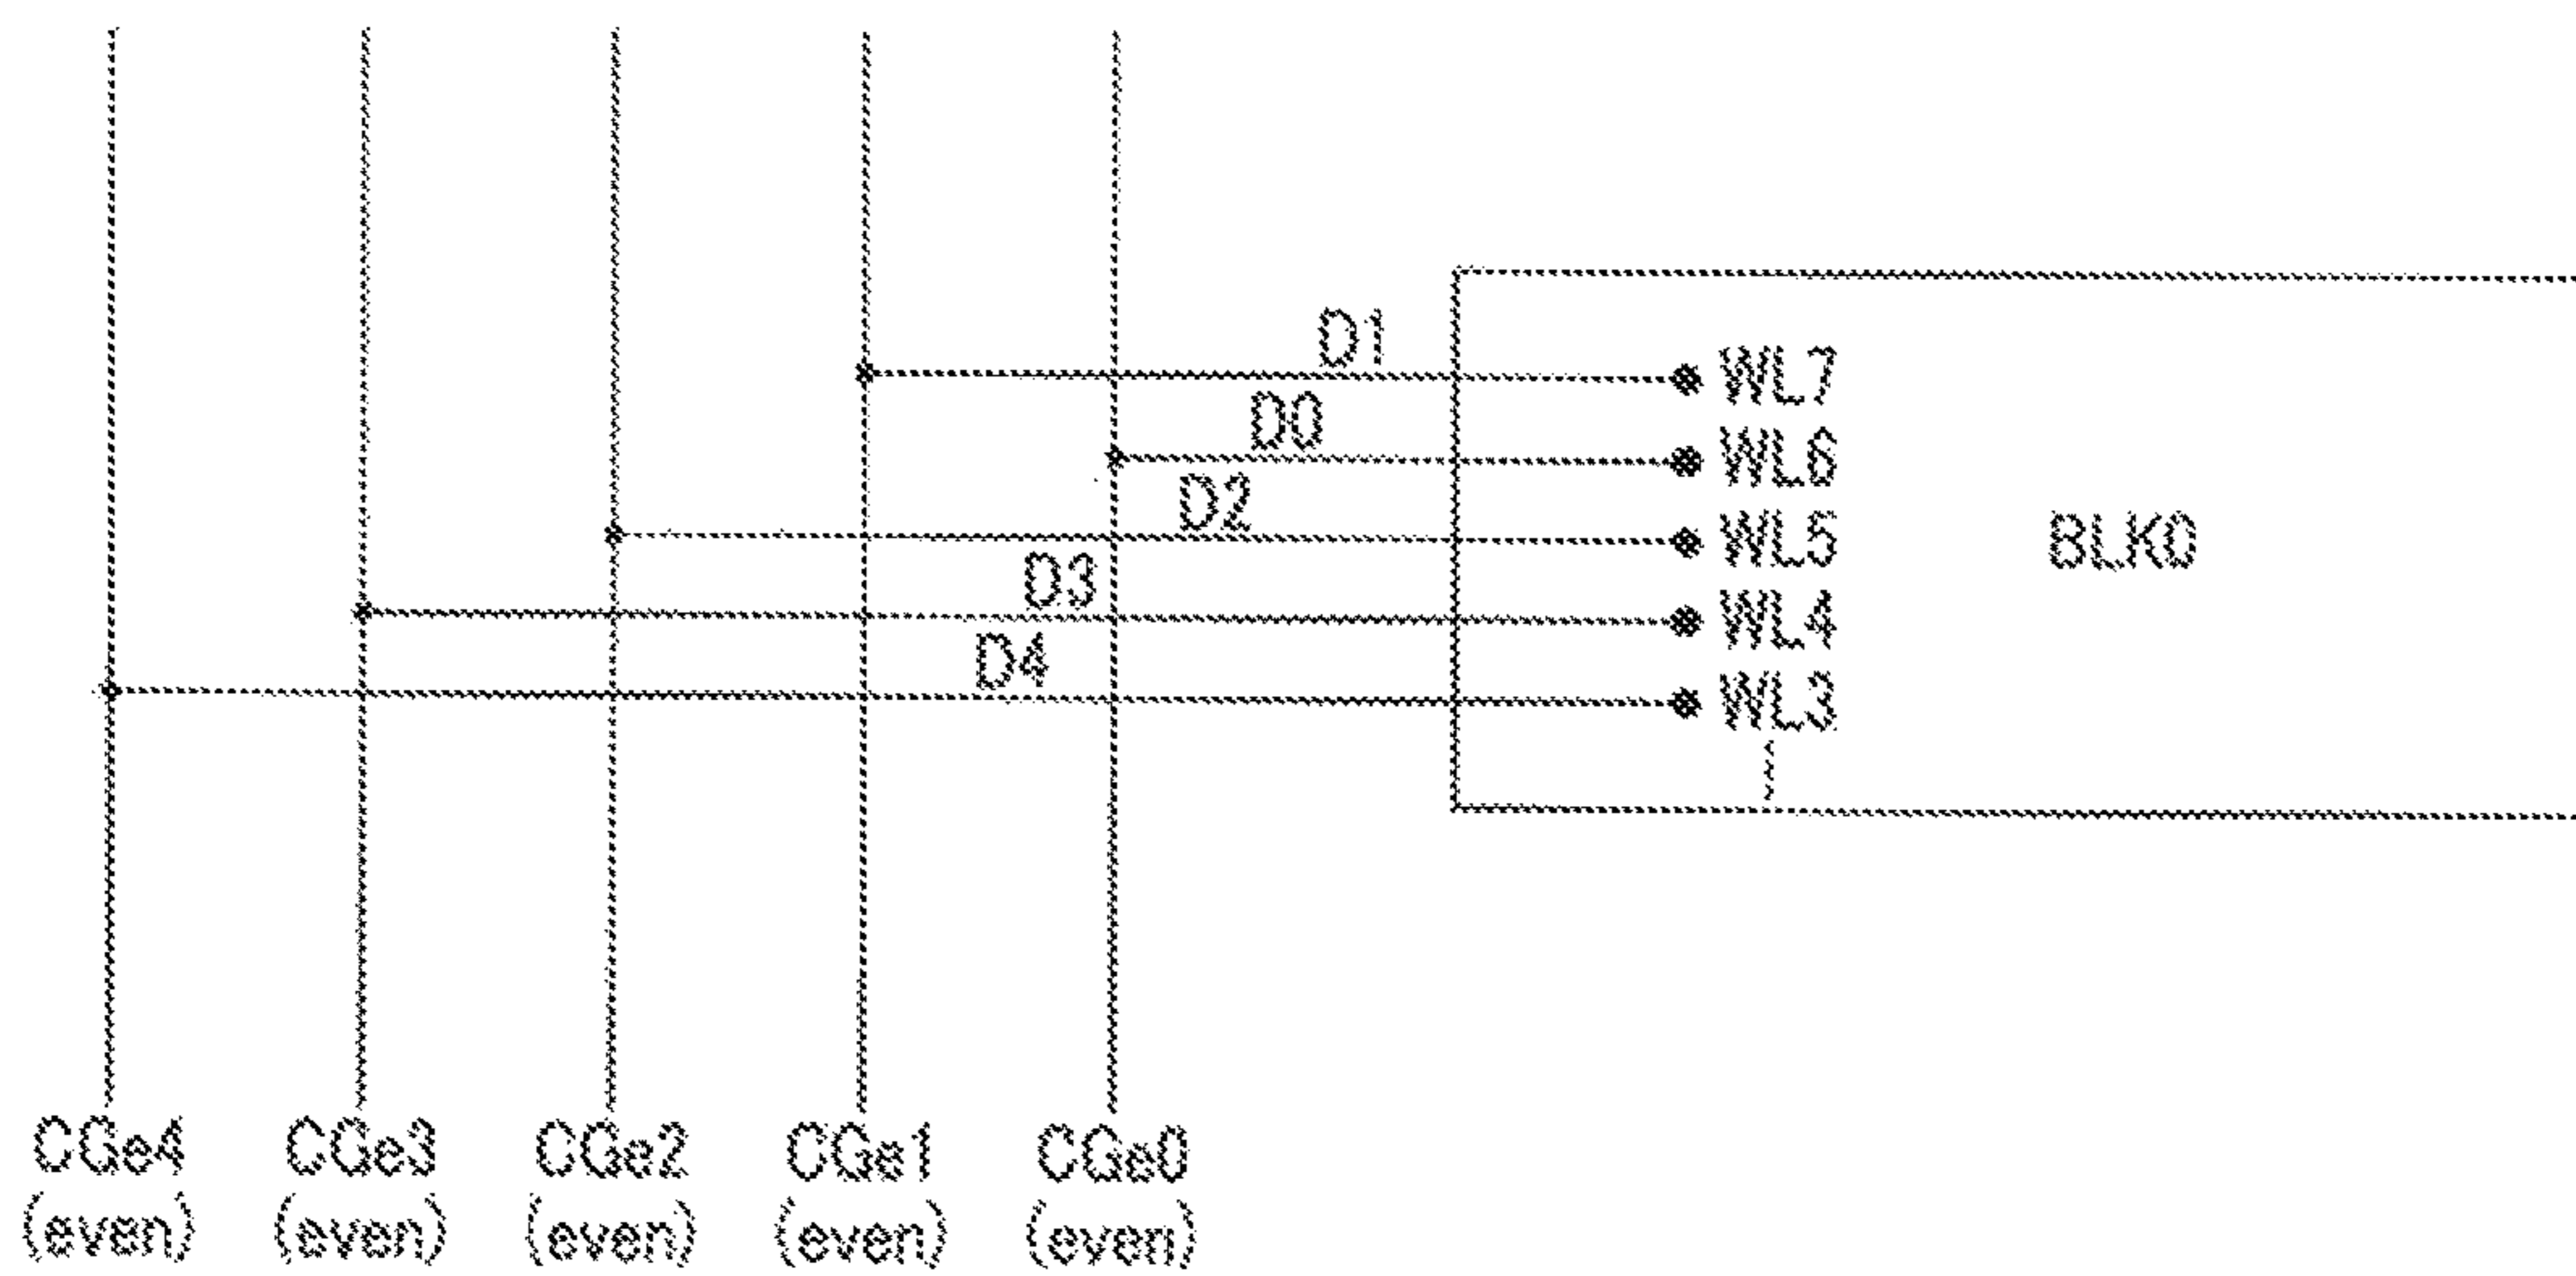 D1
WL7
D0
WL6
D2
WL5
BLK0
D3
WL4
D4
WL3
CGe4 CGe3 CGe2 CGe1 CGe0
(even) (even) (even) (even) (even)